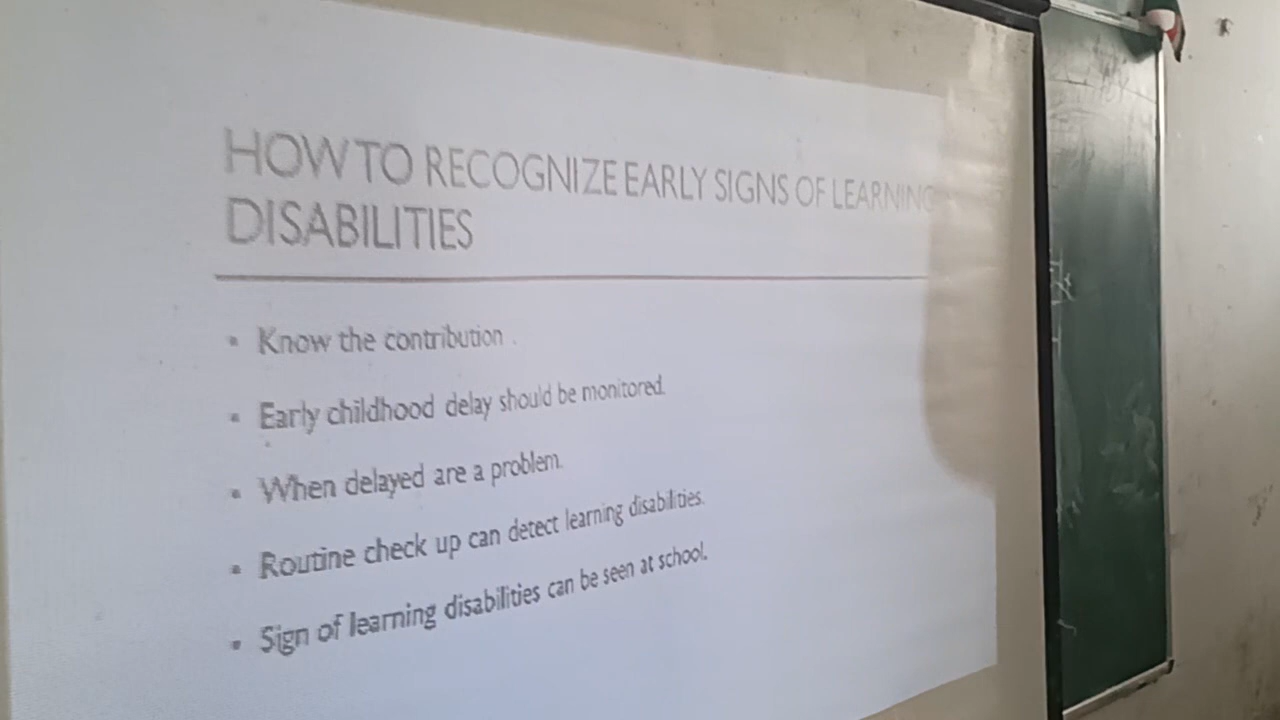 HOW TO RECOGNIZE EARLY SIGNS OF LEARNING
DISABILITIES
• Know the contribution .
• Early childhood delay should be monitored.
• When delayed are a problem.
• Routine check up can detect learning disabilities.
• Sign of learning disabilities can be seen at school.